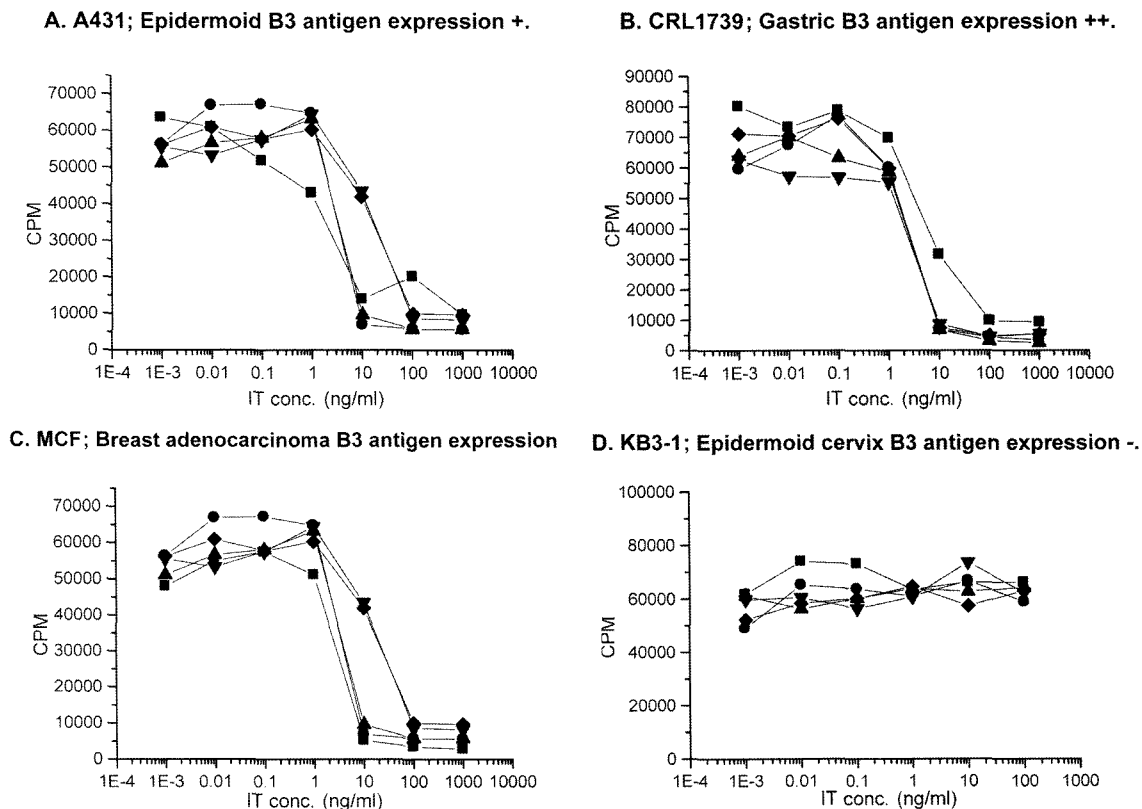 A. A431; Epidermoid B3 antigen expression +.
CPM
70000
60000
50000
40000
30000
20000
10000
0
1E-4 1E-3 0.01 0.1 1 10 100 1000 10000
IT conc. (ng/ml)
B. CRL1739; Gastric B3 antigen expression ++.
CPM
90000
80000
70000
60000
50000
40000
30000
20000
10000
0
1E-4 1E-3 0.01 0.1 1 10 100 1000 10000
IT conc. (ng/ml)
C. MCF; Breast adenocarcinoma B3 antigen expression
CPM
70000
60000
50000
40000
30000
20000
10000
0
1E-4 1E-3 0.01 0.1 1 10 100 1000 10000
IT conc. (ng/ml)
D. KB3-1; Epidermoid cervix B3 antigen expression -.
CPM
100000
80000
60000
40000
20000
0
1E-4 1E-3 0.01 0.1 1 10 100 1000
IT conc. (ng/ml)